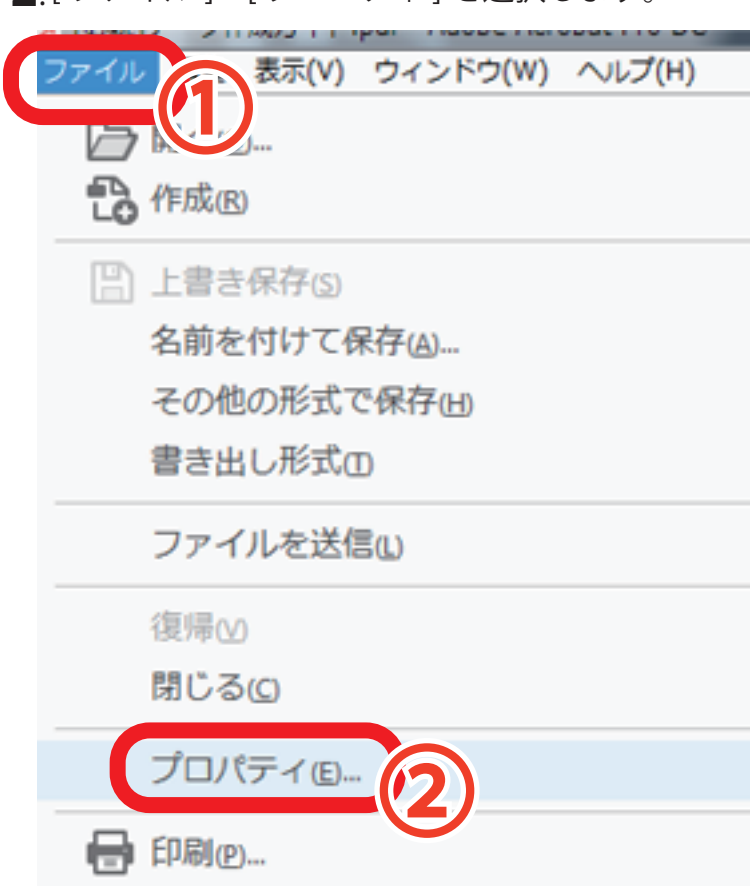 ファイル 表示(V) ウィンドウ(W) ヘルプ(H)
①
作成(R)
上書き保存(S)
名前を付けて保存(A)...
その他の形式で保存(H)
書き出し形式(T)
ファイルを送信(L)
復帰(V)
閉じる(C)
プロパティ(E)...
②
印刷(P)...